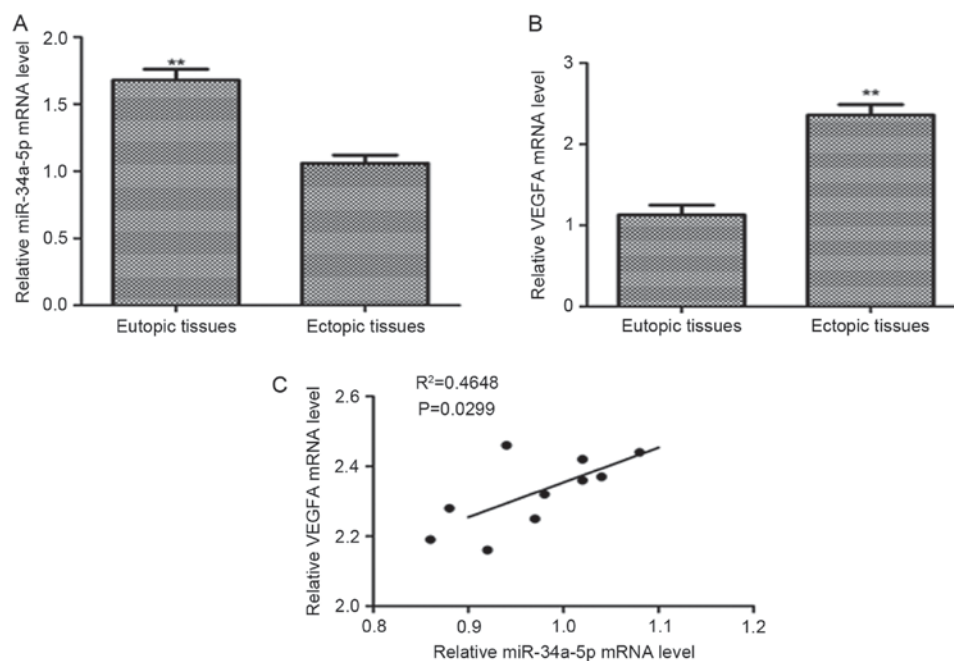 A
Relative miR-34a-5p mRNA level
2.0
1.5
1.0
0.5
0.0
**
Eutopic tissues
Ectopic tissues
B
Relative VEGFA mRNA level
3
2
1
0
**
Eutopic tissues
Ectopic tissues
C
R²=0.4648
P=0.0299
Relative VEGFA mRNA level
2.6
2.4
2.2
2.0
0.8
0.9
1.0
1.1
1.2
Relative miR-34a-5p mRNA level